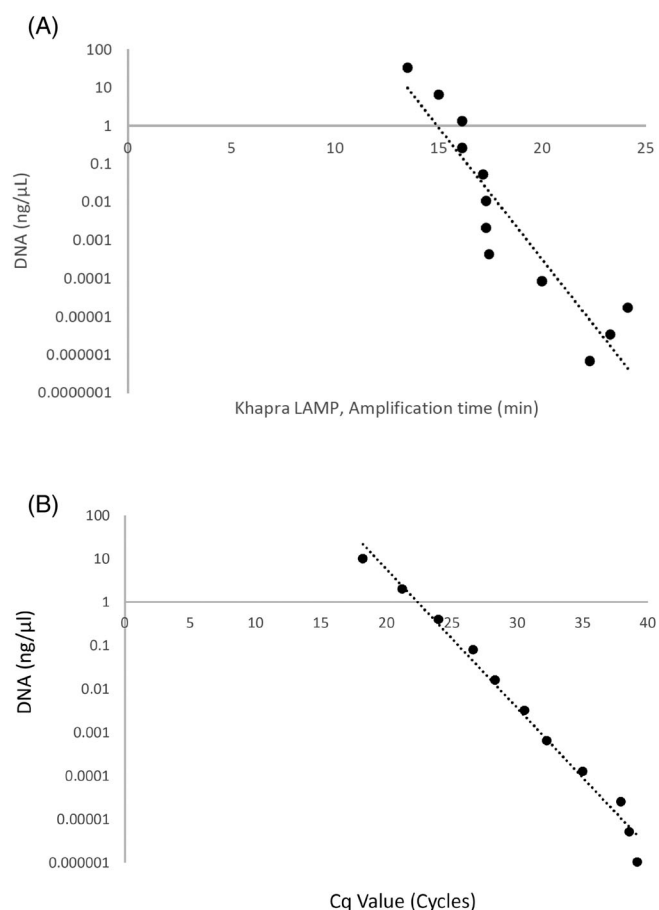 (A)
100
10
1
0 5 10 15 20 25
0.1
0.01
0.001
0.0001
0.00001
0.000001
0.0000001
DNA (ng/µL)
Khapra LAMP, Amplification time (min)
(B)
100
10
1
0 5 10 15 20 25 30 35 40
0.1
0.01
0.001
0.0001
0.00001
0.000001
DNA (ng/µl)
Cq Value (Cycles)